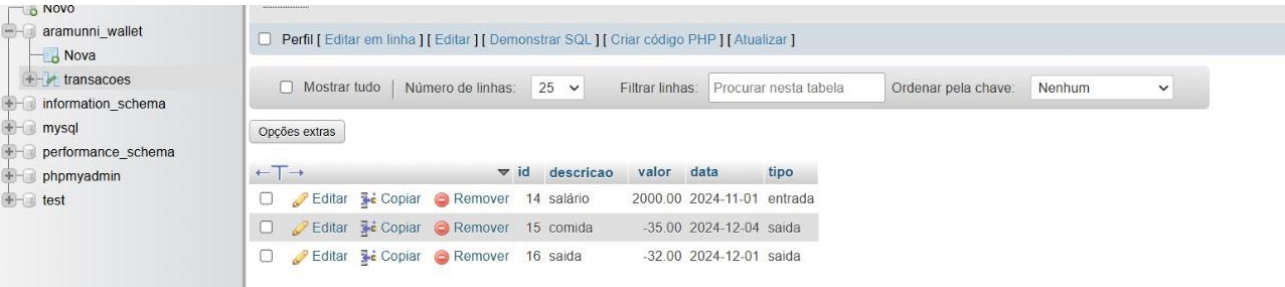 Novo
aramunni_wallet
Nova
transacoes
information_schema
mysql
performance_schema
phpmyadmin
test
Perfil [ Editar em linha ] [ Editar ] [ Demonstrar SQL ] [ Criar código PHP ] [ Atualizar ]
Mostrar tudo | Número de linhas: 25 Filtrar linhas: Procurar nesta tabela Ordenar pela chave: Nenhum
Opções extras
←T→ id descricao valor data tipo
Editar Copiar Remover 14 salário 2000.00 2024-11-01 entrada
Editar Copiar Remover 15 comida -35.00 2024-12-04 saida
Editar Copiar Remover 16 saida -32.00 2024-12-01 saida